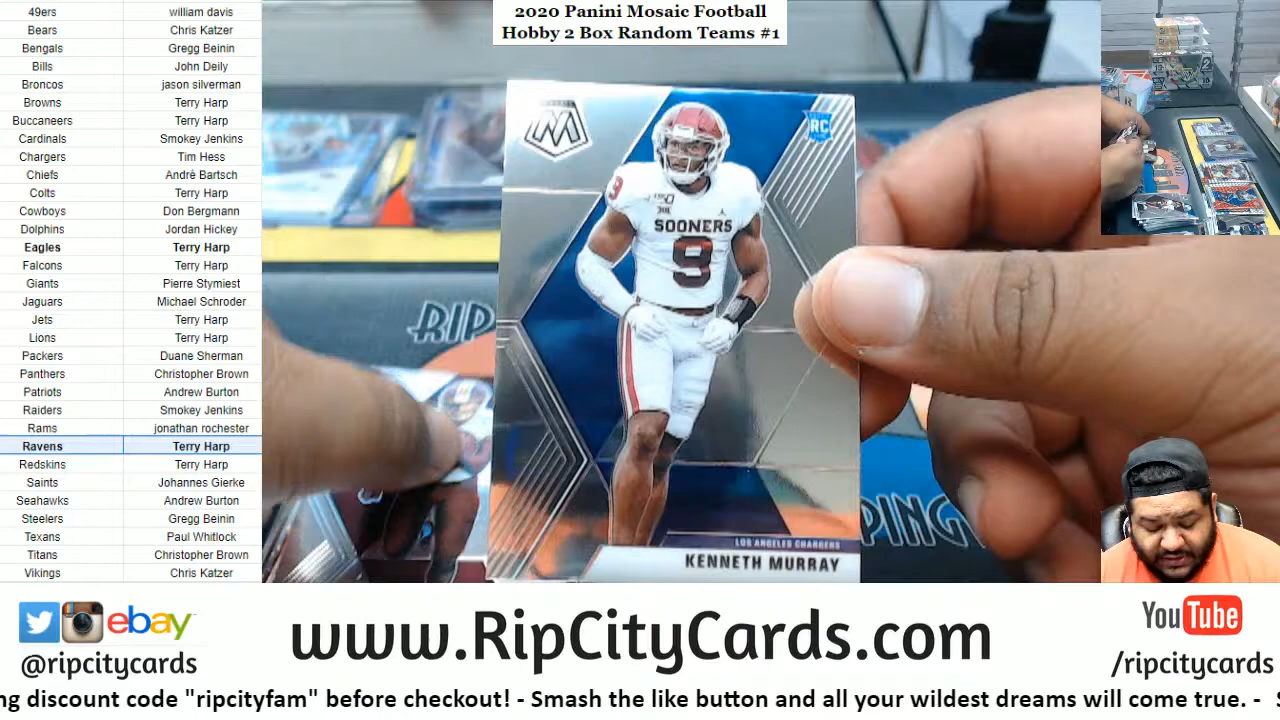 2020 Panini Mosaic Football
Hobby 2 Box Random Teams #1
49ers william davis
Bears Chris Katzer
Bengals Gregg Beinin
Bills John Deily
Broncos jason silverman
Browns Terry Harp
Buccaneers Terry Harp
Cardinals Smokey Jenkins
Chargers Tim Hess
Chiefs André Bartsch
Colts Terry Harp
Cowboys Don Bergmann
Dolphins Jordan Hickey
Eagles Terry Harp
Falcons Terry Harp
Giants Pierre Stymiest
Jaguars Michael Schroder
Jets Terry Harp
Lions Terry Harp
Packers Duane Sherman
Panthers Christopher Brown
Patriots Andrew Burton
Raiders Smokey Jenkins
Rams jonathan rochester
Ravens Terry Harp
Redskins Terry Harp
Saints Johannes Gierke
Seahawks Andrew Burton
Steelers Gregg Beinin
Texans Paul Whitlock
Titans Christopher Brown
Vikings Chris Katzer
M
RC
9
SOONERS
9
LOS ANGELES CHARGERS
KENNETH MURRAY
RIP
PING
ebay
@ripcitycards
www.RipCityCards.com
YouTube
/ripcitycards
ng discount code "ripcityfam" before checkout! - Smash the like button and all your wildest dreams will come true. - S